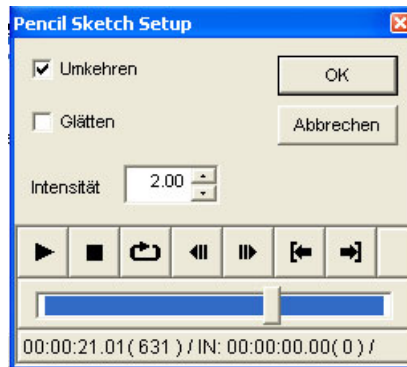 Pencil Sketch Setup
Umkehren
OK
Glätten
Abbrechen
Intensität 2.00
00:00:21.01 ( 631 ) / IN: 00:00:00.00( 0 ) /